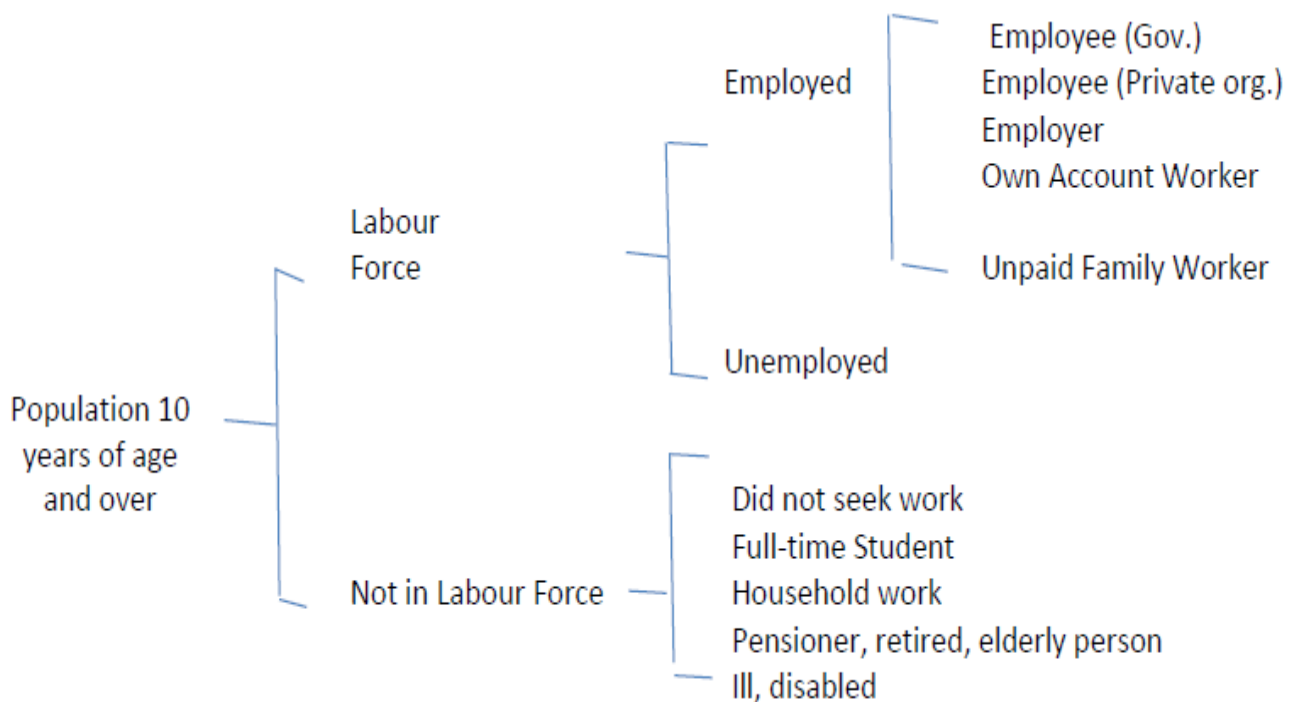 Employee (Gov.)
Employed
Employee (Private org.)
Employer
Own Account Worker
Labour
Force
Unpaid Family Worker
Unemployed
Population 10
years of age
and over
Did not seek work
Full-time Student
Not in Labour Force
Household work
Pensioner, retired, elderly person
Ill, disabled